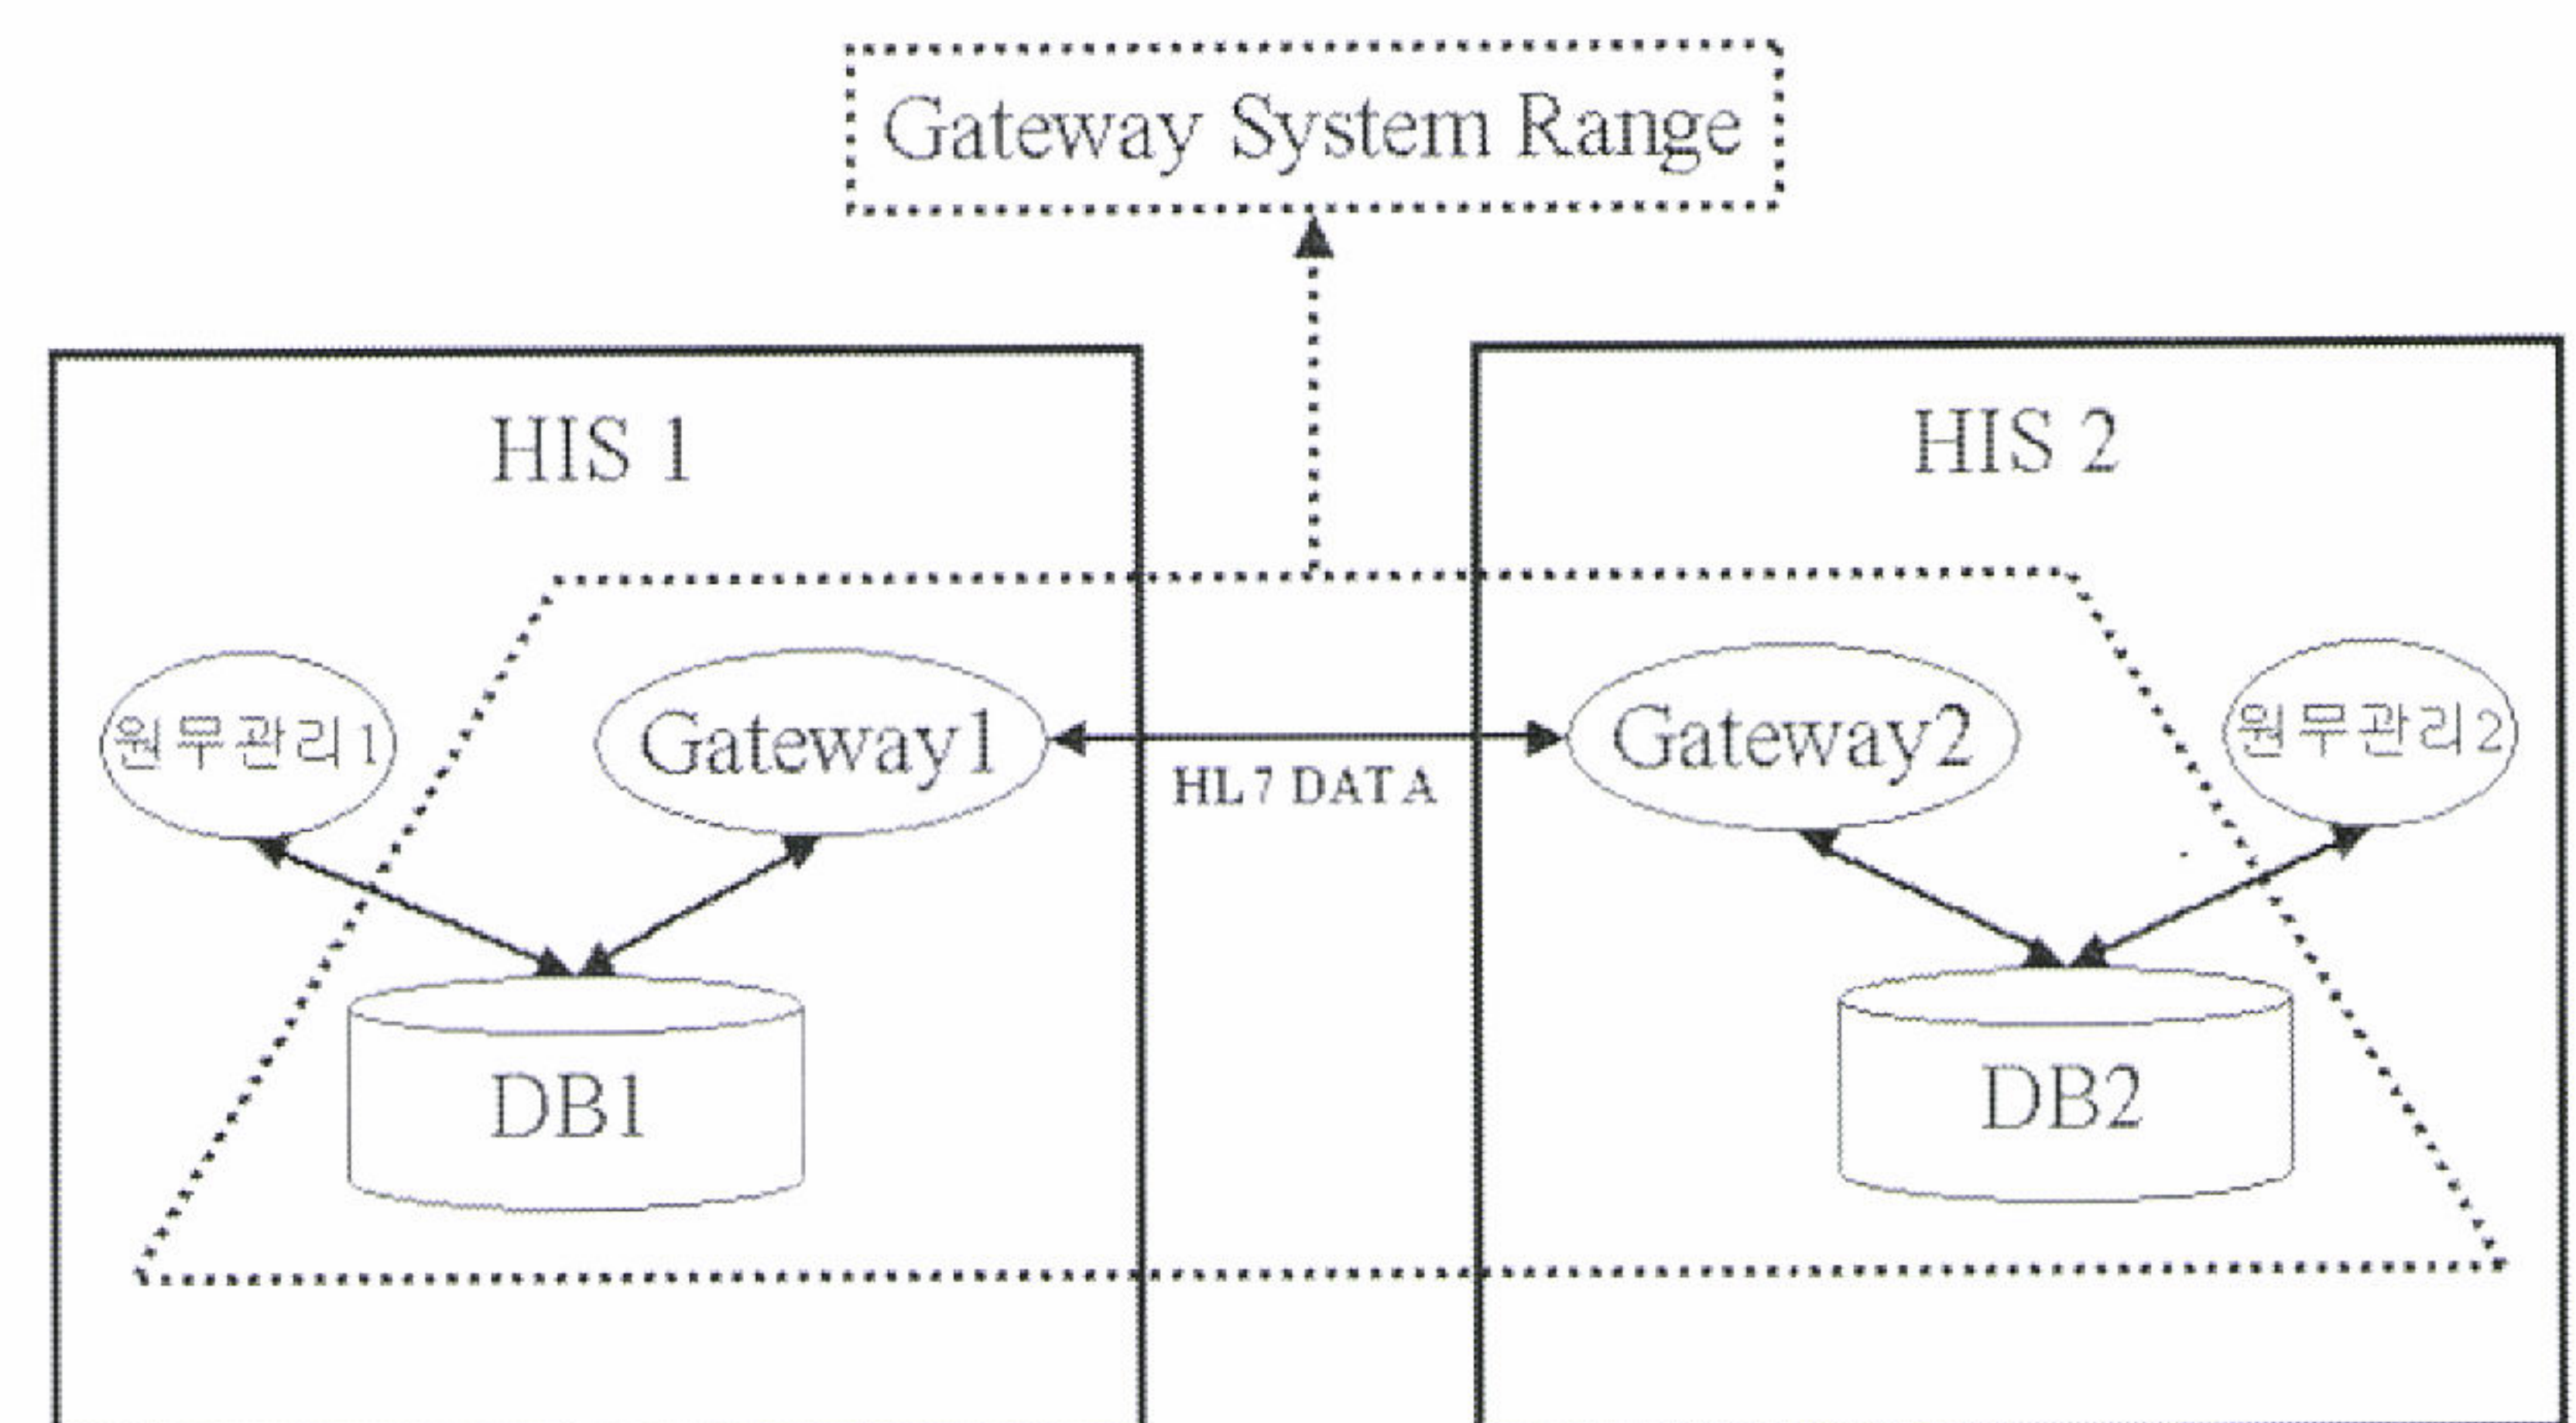 Gateway System Range
HIS 1
HIS 2
원무관리1
Gateway1
HL7 DATA
Gateway2
원무관리2
DB1
DB2